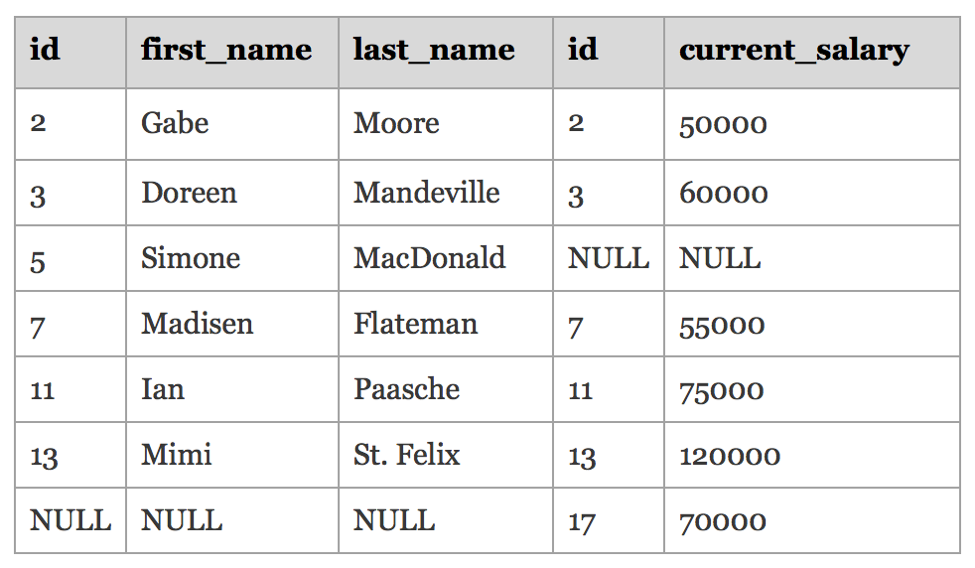 id first_name last_name id current_salary
2 Gabe Moore 2 50000
3 Doreen Mandeville 3 60000
5 Simone MacDonald NULL NULL
7 Madisen Flateman 7 55000
11 Ian Paasche 11 75000
13 Mimi St. Felix 13 120000
NULL NULL NULL 17 70000